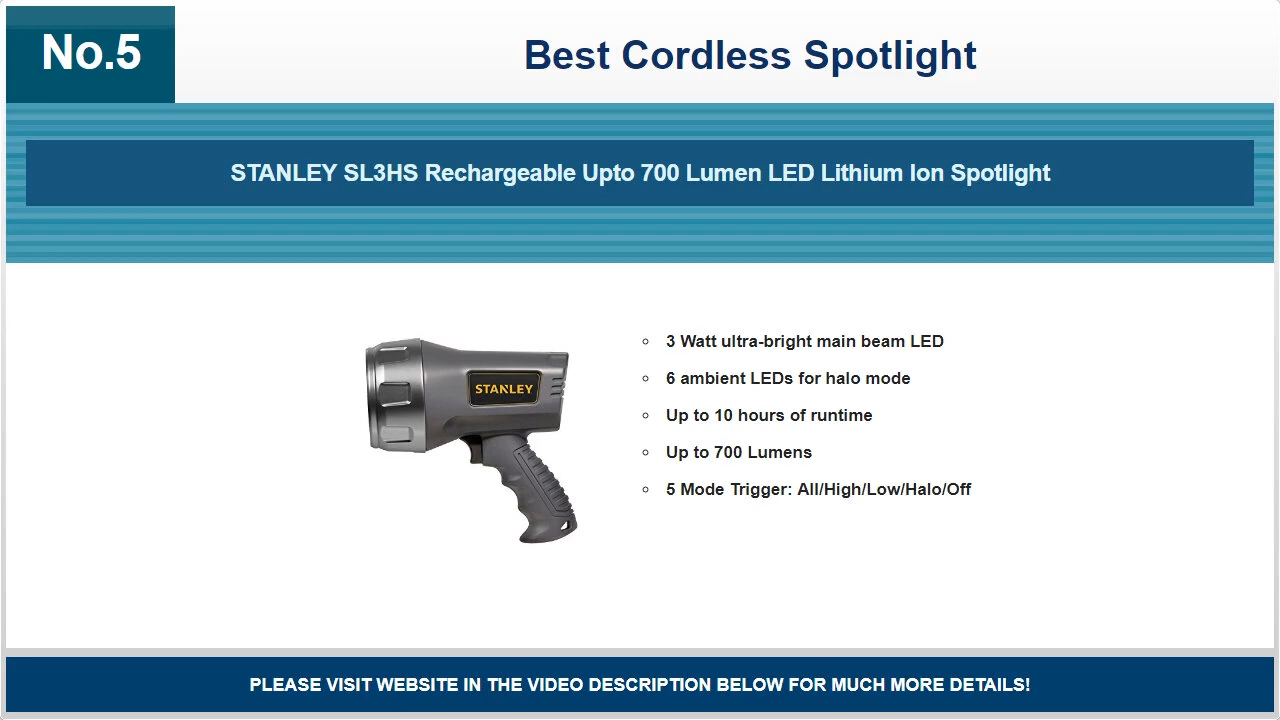 No.5
Best Cordless Spotlight
STANLEY SL3HS Rechargeable Upto 700 Lumen LED Lithium Ion Spotlight
STANLEY
3 Watt ultra-bright main beam LED
6 ambient LEDs for halo mode
Up to 10 hours of runtime
Up to 700 Lumens
5 Mode Trigger: All/High/Low/Halo/Off
PLEASE VISIT WEBSITE IN THE VIDEO DESCRIPTION BELOW FOR MUCH MORE DETAILS!